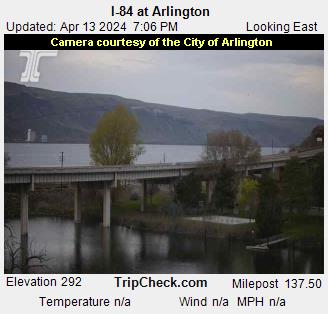 I-84 at Arlington
Updated: Apr 13 2024 7:06 PM Looking East
Camera courtesy of the City of Arlington
Elevation 292 TripCheck.com Milepost 137.50
Temperature n/a Wind n/a MPH n/a